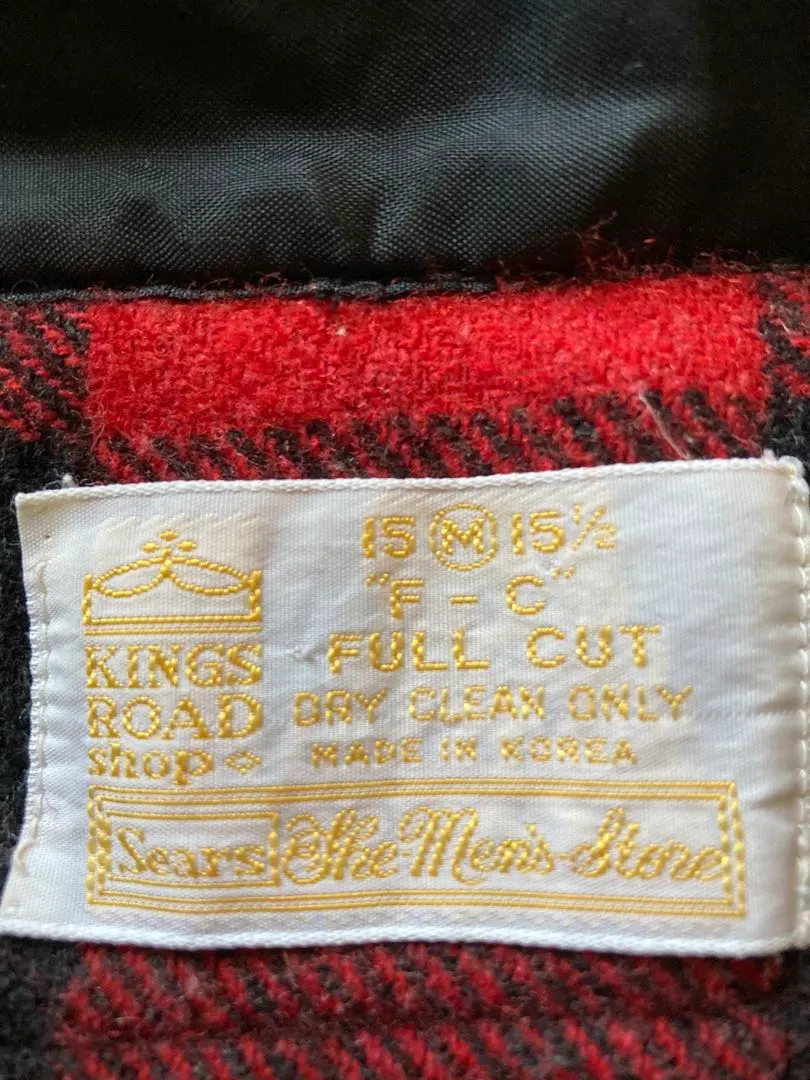 15 M 15½
"F - C"
FULL CUT
DRY CLEAN ONLY
MADE IN KOREA
KINGS
ROAD
shop
Sears The Men's Store